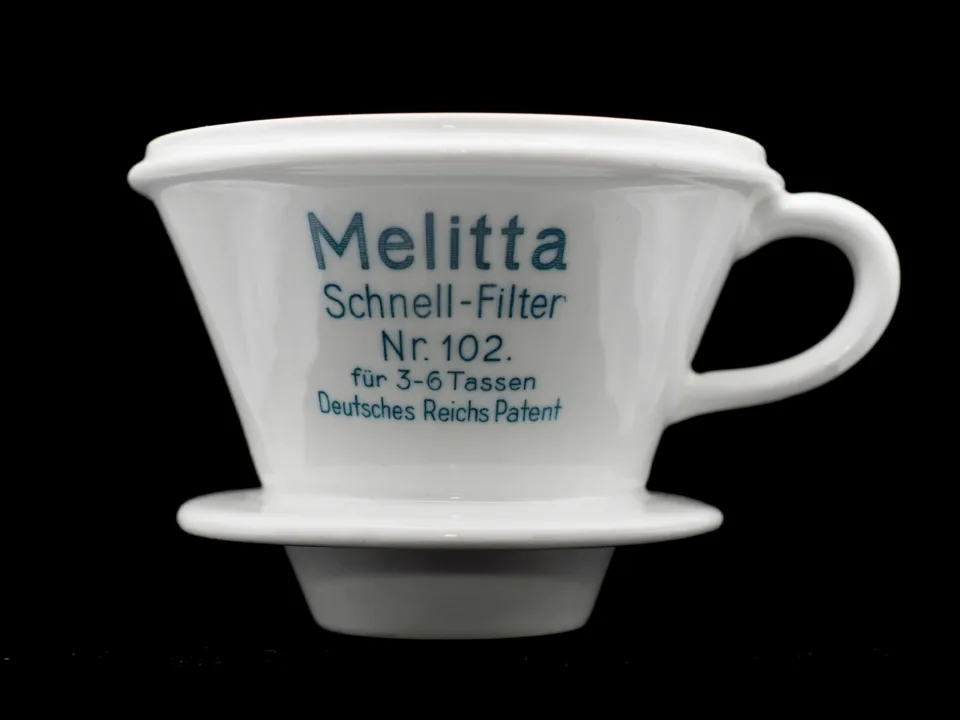 Melitta
Schnell-Filter
Nr. 102.
für 3-6 Tassen
Deutsches Reichs Patent